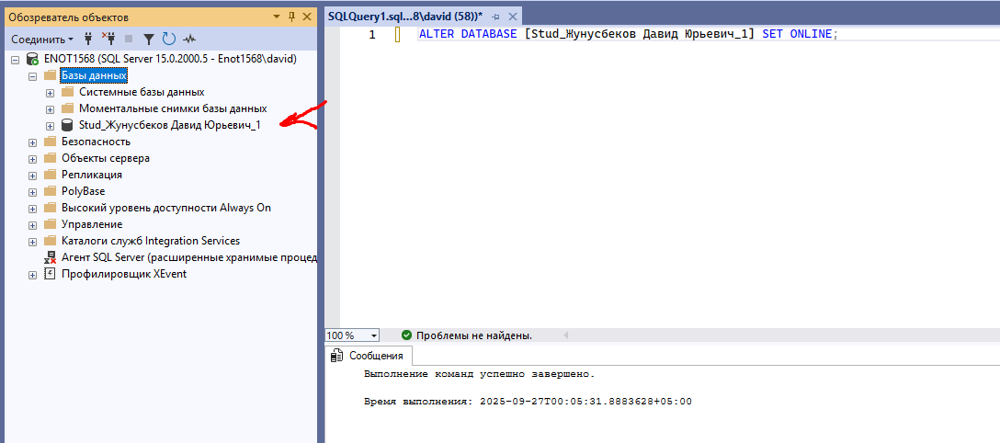 Обозреватель объектов
Соединить
ENOT1568 (SQL Server 15.0.2000.5 - Enot1568\david)
Базы данных
Системные базы данных
Моментальные снимки базы данных
Stud_Жунусбеков Давид Юрьевич_1
Безопасность
Объекты сервера
Репликация
PolyBase
Высокий уровень доступности Always On
Управление
Каталоги служб Integration Services
Агент SQL Server (расширенные хранимые процед
Профилировщик XEvent
SQLQuery1.sql...8\david (58))*
1 ALTER DATABASE [Stud_Жунусбеков Давид Юрьевич_1] SET ONLINE;
100 %
Проблемы не найдены.
Сообщения
Выполнение команд успешно завершено.
Время выполнения: 2025-09-27T00:05:31.8883628+05:00